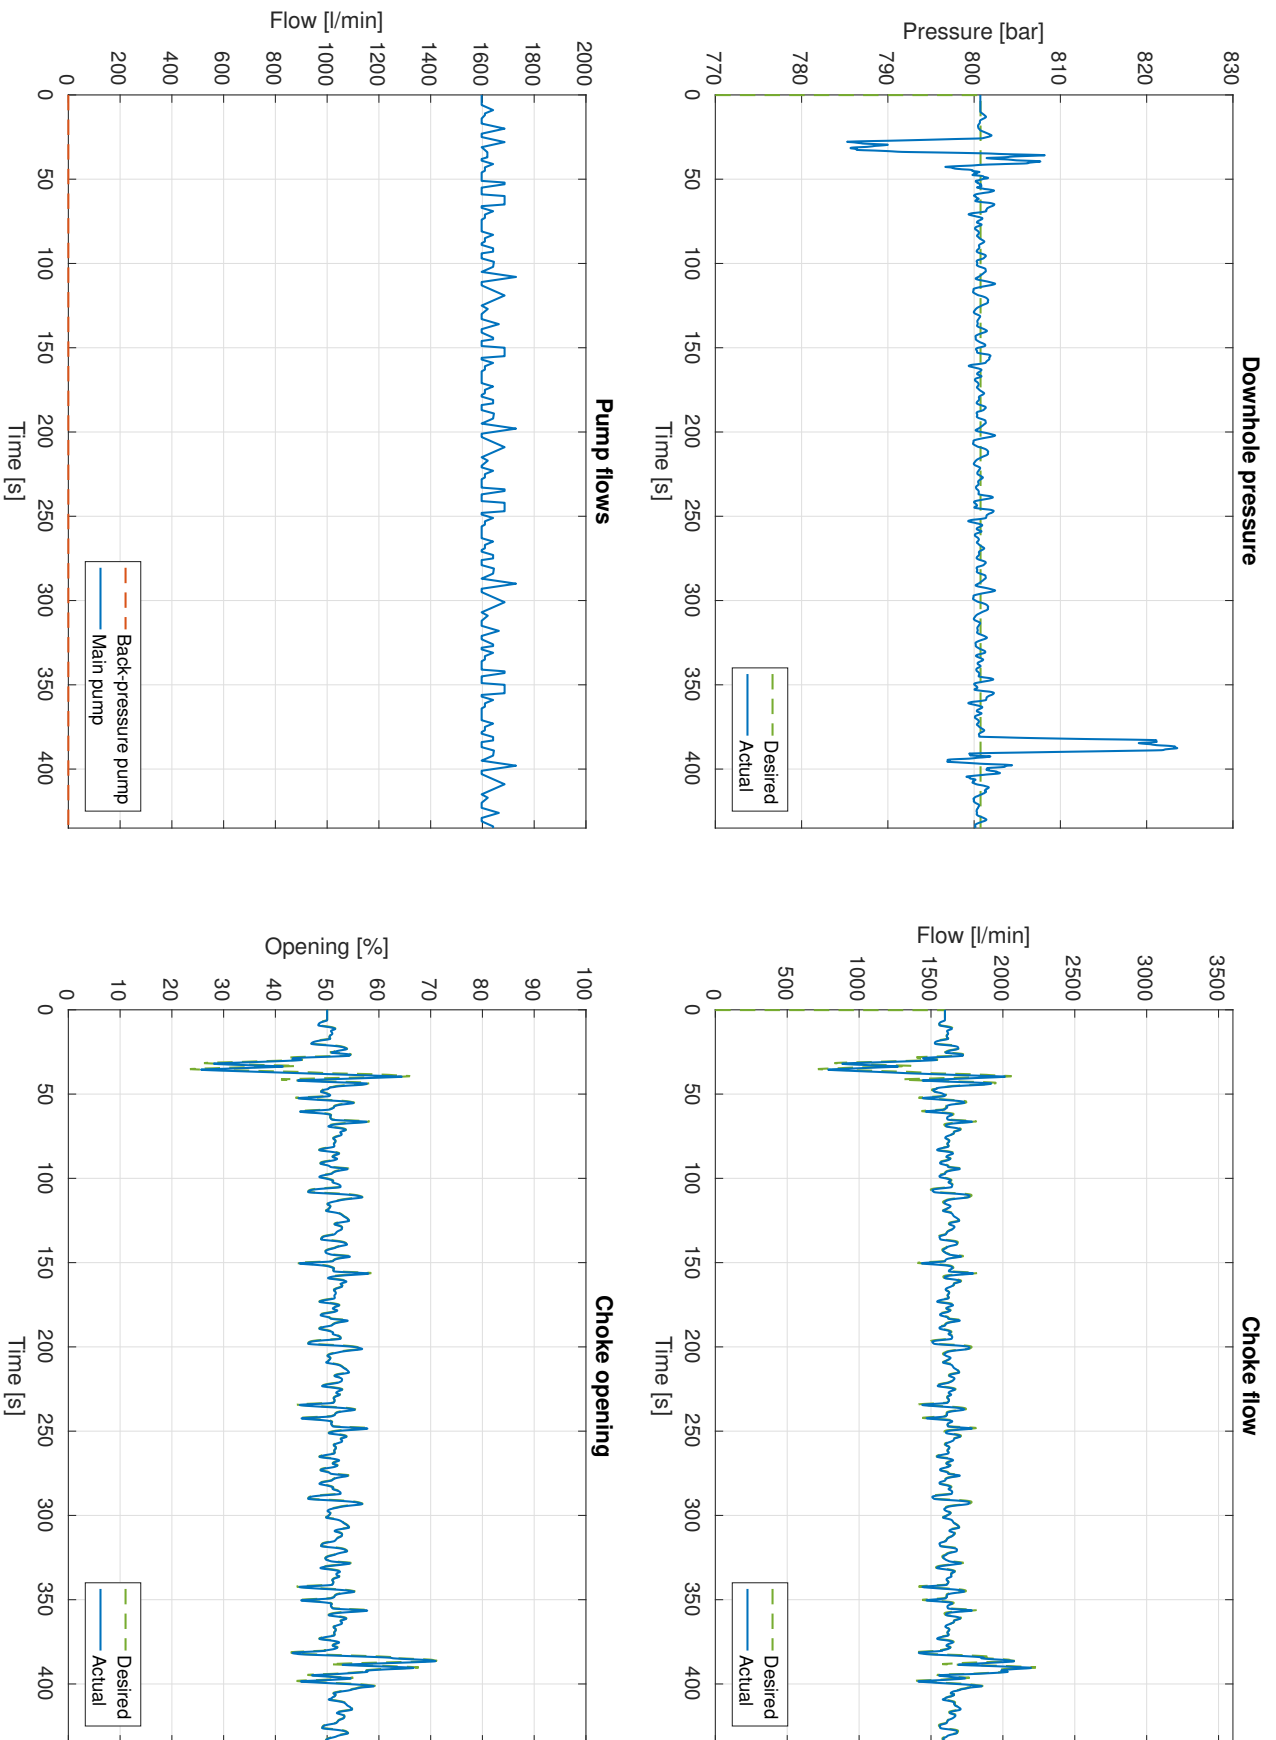 Downhole pressure
Pressure [bar]
830
820
810
800
790
780
770
0 50 100 150 200 250 300 350 400
Time [s]
Desired
Actual
Choke flow
Flow [l/min]
3500
3000
2500
2000
1500
1000
500
0
0 50 100 150 200 250 300 350 400
Time [s]
Desired
Actual
Pump flows
Flow [l/min]
2000
1800
1600
1400
1200
1000
800
600
400
200
0
0 50 100 150 200 250 300 350 400
Time [s]
Back-pressure pump
Main pump
Choke opening
Opening [%]
100
90
80
70
60
50
40
30
20
10
0
0 50 100 150 200 250 300 350 400
Time [s]
Desired
Actual